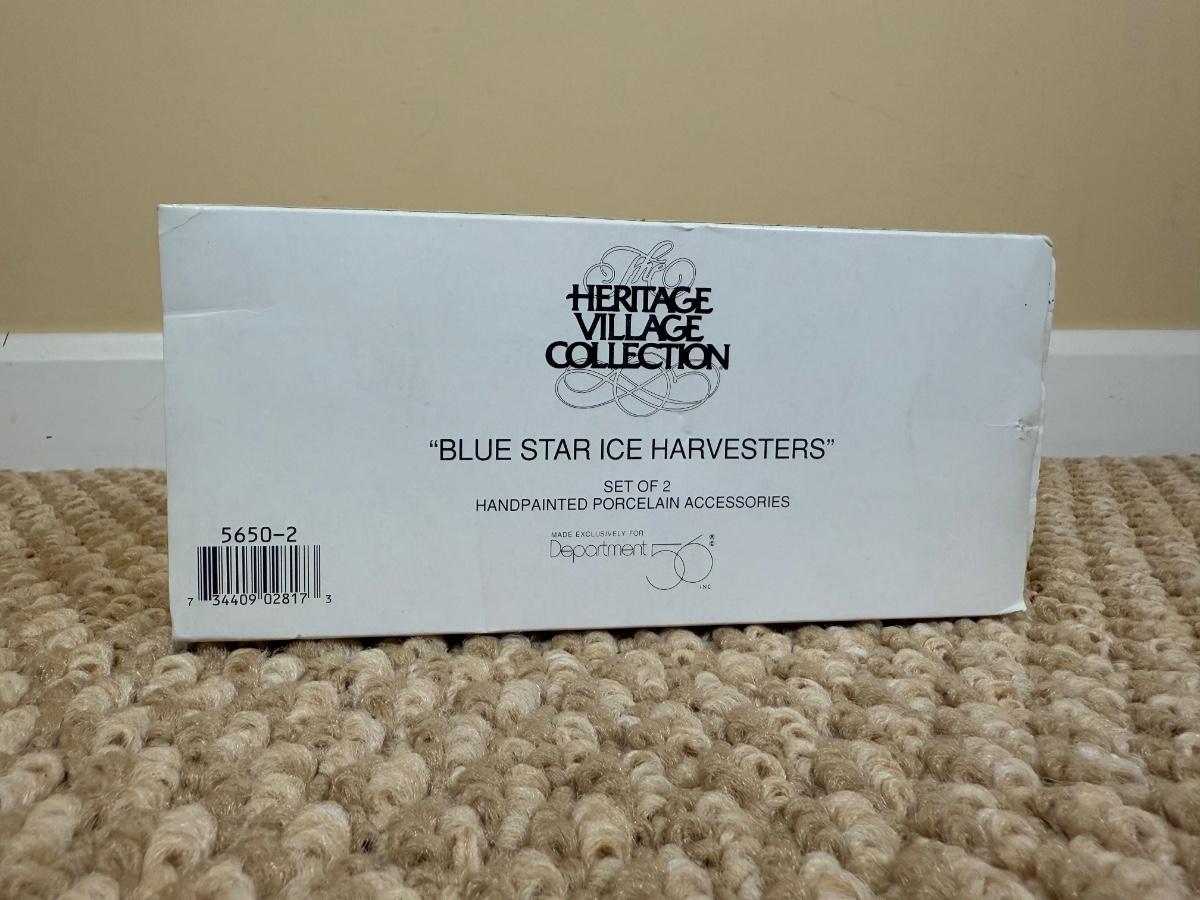 The
HERITAGE
VILLAGE
COLLECTION
“BLUE STAR ICE HARVESTERS”
SET OF 2
HANDPAINTED PORCELAIN ACCESSORIES
MADE EXCLUSIVELY FOR
Department 56 ® ©
INC
5650-2
7 34409 02817 3